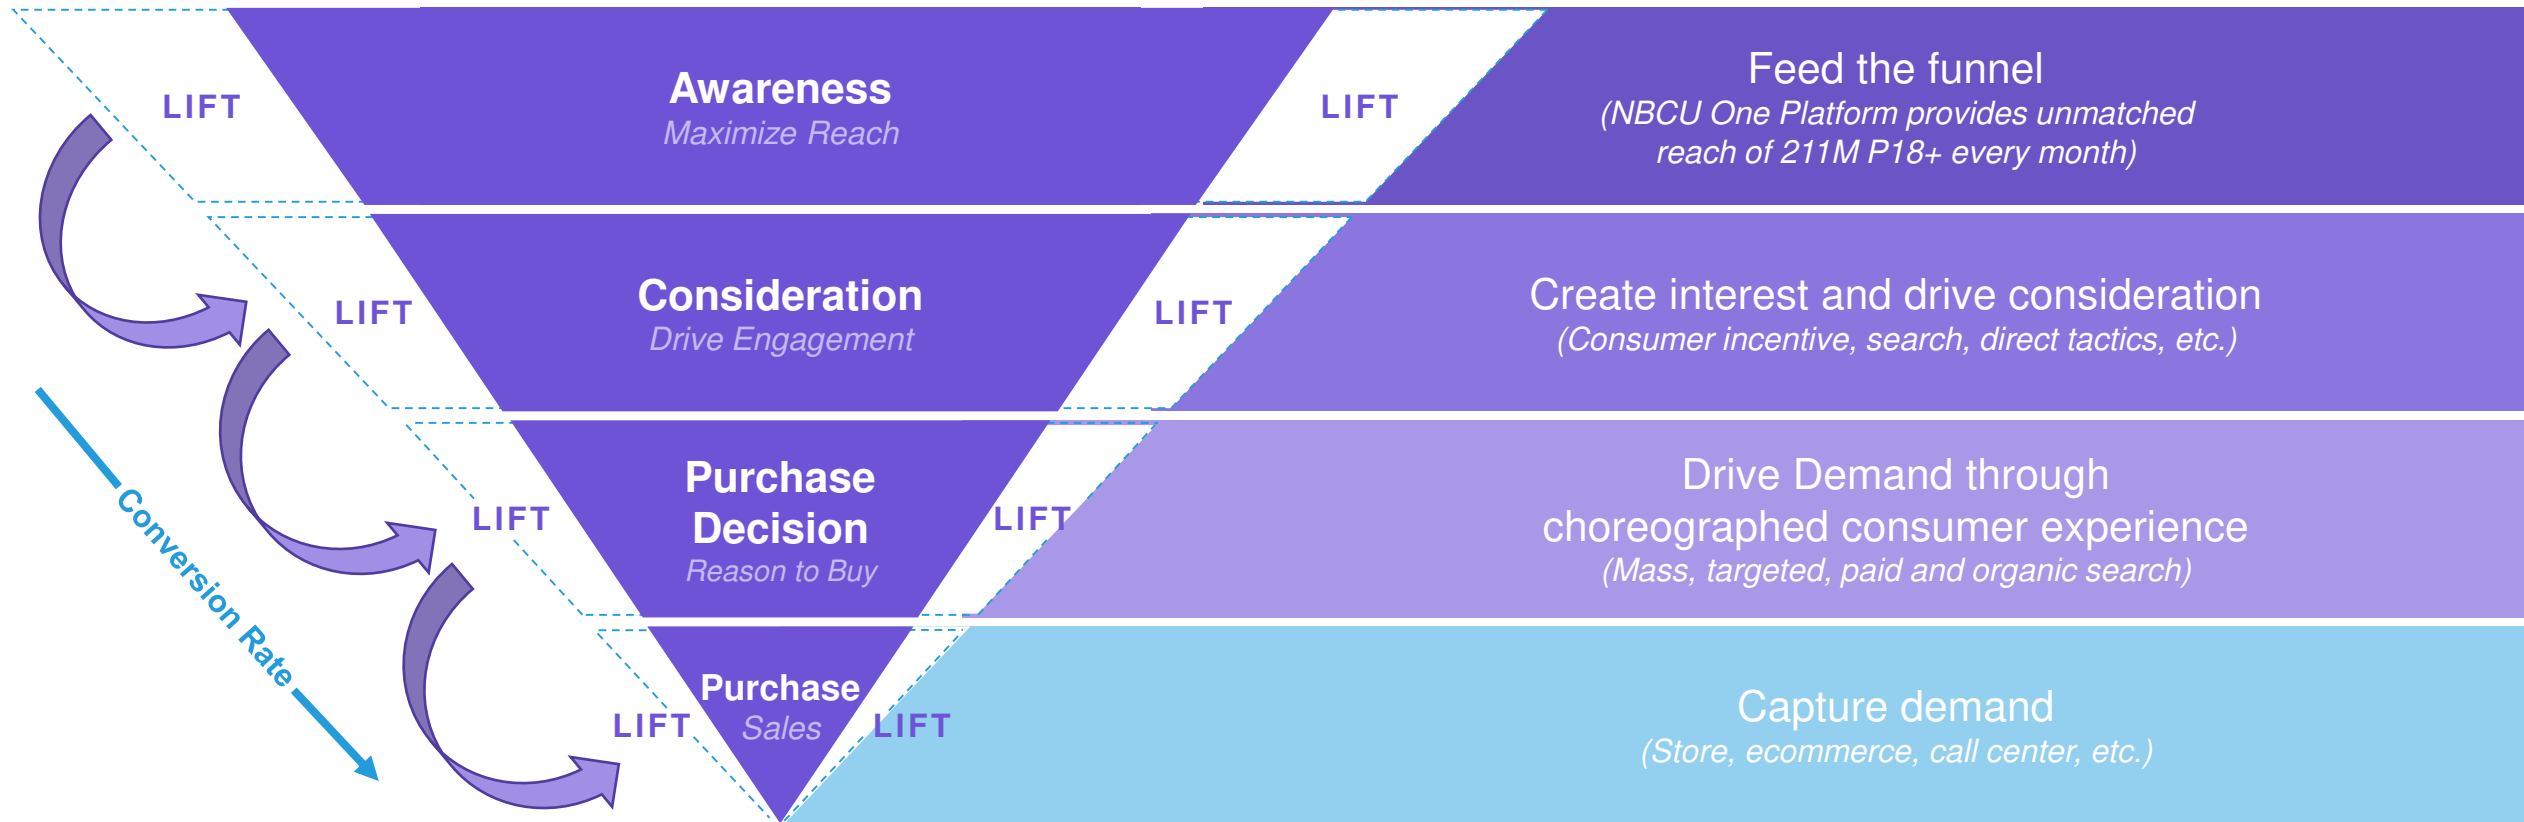 LIFT
Awareness
Maximize Reach
LIFT
Feed the funnel
(NBCU One Platform provides unmatched
reach of 211M P18+ every month)
LIFT
Consideration
Drive Engagement
LIFT
Create interest and drive consideration
(Consumer incentive, search, direct tactics, etc.)
LIFT
Purchase
Decision
Reason to Buy
LIFT
Drive Demand through
choreographed consumer experience
(Mass, targeted, paid and organic search)
Conversion Rate
LIFT
Purchase
Sales
LIFT
Capture demand
(Store, ecommerce, call center, etc.)